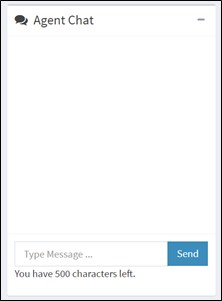 Agent Chat
Type Message ...
Send
You have 500 characters left.